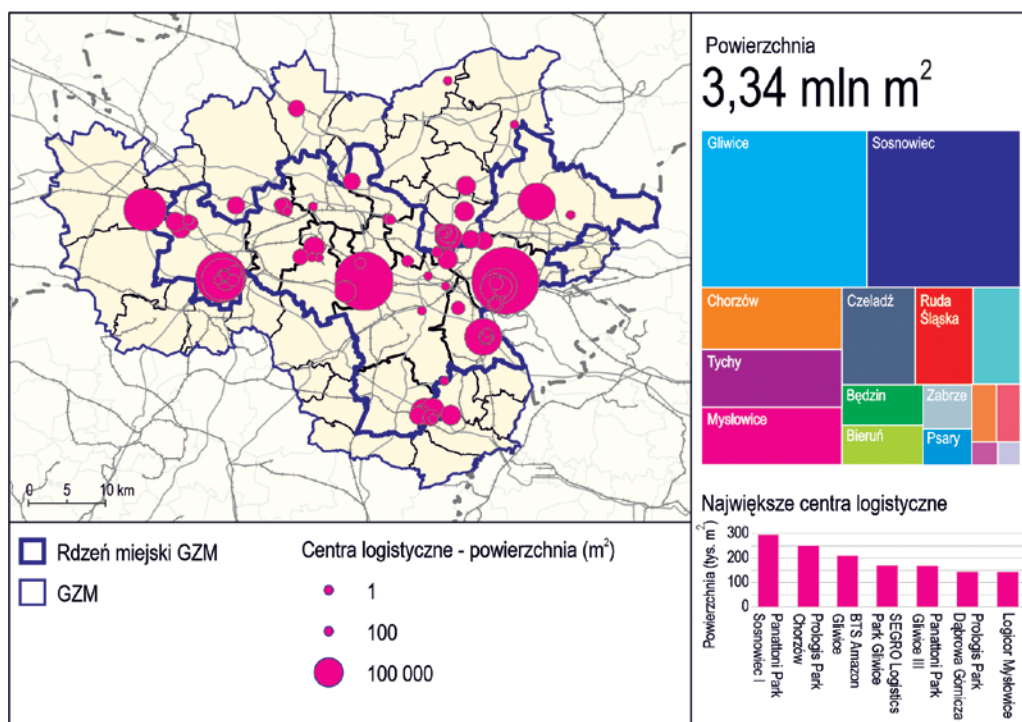 0 5 10 km
Rdzeń miejski GZM
GZM
Centra logistyczne - powierzchnia (m²)
1
100
100 000
Powierzchnia
3,34 mln m²
Gliwice
Sosnowiec
Chorzów
Czeladź
Ruda
Śląska
Tychy
Będzin
Zabrze
Mysłowice
Bieruń
Psary
Największe centra logistyczne
Powierzchnia (tys. m²)
300
200
100
0
Panattoni Park
Sosnowiec I
Prologis Park
Chorzów
BTS Amazon
Gliwice
SEGRO Logistics
Park Gliwice
Panattoni Park
Gliwice III
Prologis Park
Dąbrowa Górnicza
Logicor Mysłowice